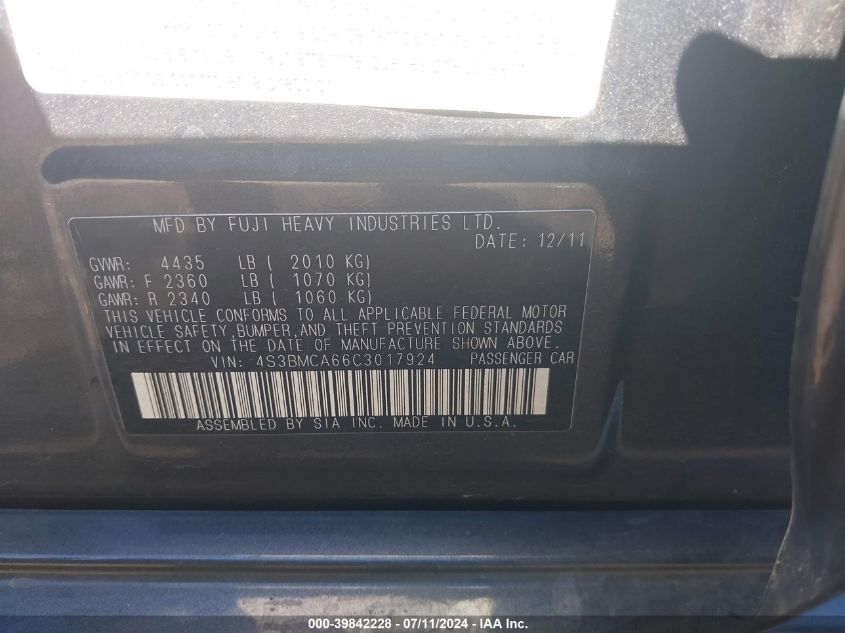 MFD BY FUJI HEAVY INDUSTRIES LTD.
DATE: 12/11
GVWR: 4435 LB ( 2010 KG)
GAWR: F 2360 LB ( 1070 KG)
GAWR: R 2340 LB ( 1060 KG)
THIS VEHICLE CONFORMS TO ALL APPLICABLE FEDERAL MOTOR
VEHICLE SAFETY,BUMPER,AND THEFT PREVENTION STANDARDS
IN EFFECT ON THE DATE OF MANUFACTURE SHOWN ABOVE.
VIN: 4S3BMCA66C3017924 PASSENGER CAR
ASSEMBLED BY SIA INC. MADE IN U.S.A.
000-39842228 - 07/11/2024 - IAA Inc.